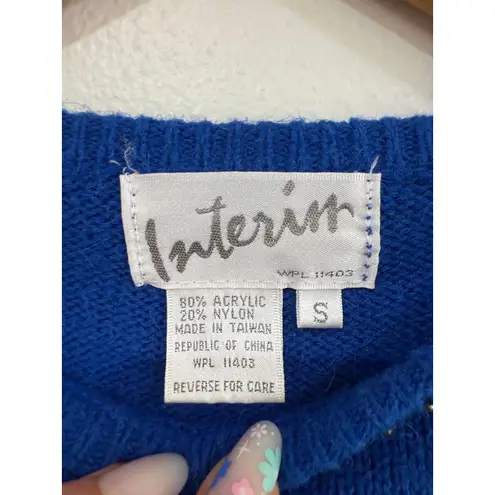 Interim
WPL 11403
80% ACRYLIC
20% NYLON
MADE IN TAIWAN
REPUBLIC OF CHINA
WPL 11403
REVERSE FOR CARE
S